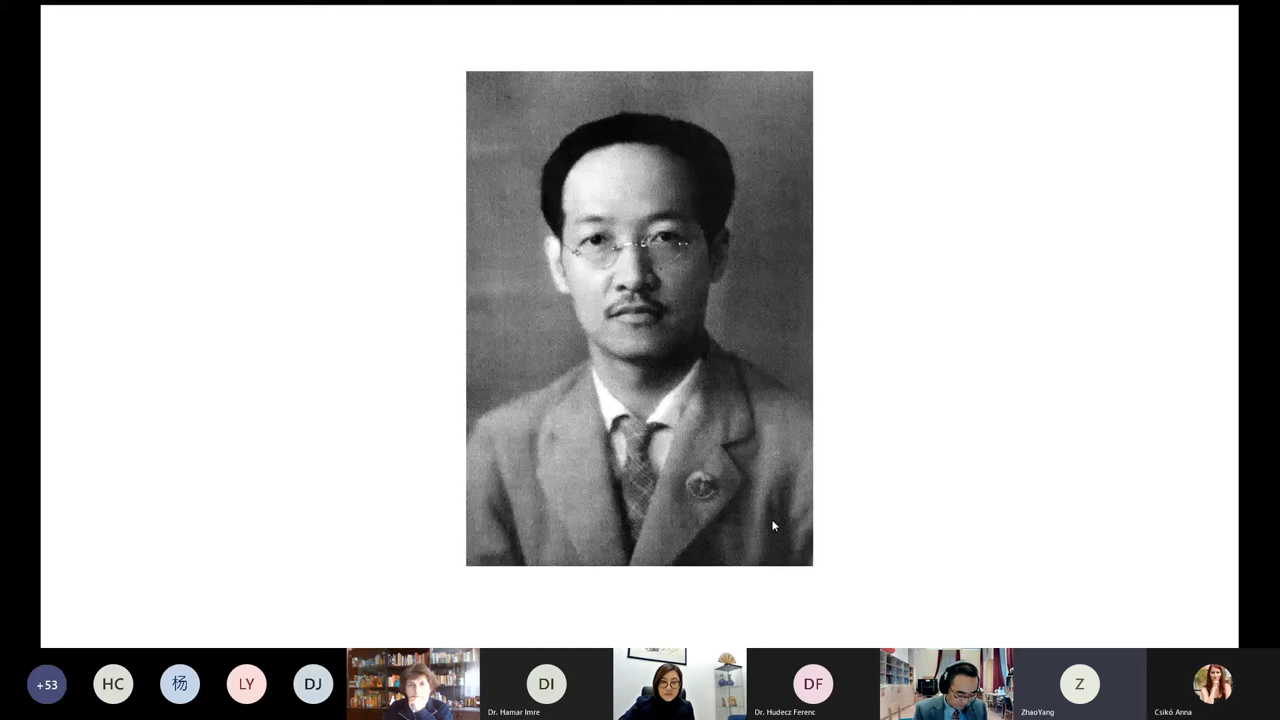 +53
HC
杨
LY
DJ
DI
Dr. Hamar Imre
DF
Dr. Hudecz Ferenc
Z
ZhaoYang
Csikó Anna